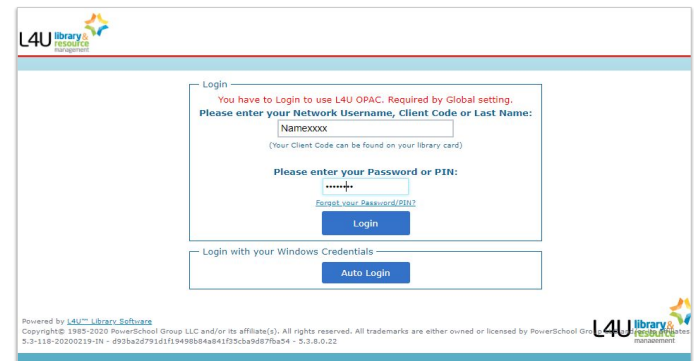 L4U library &
resource
management
Login
You have to Login to use L4U OPAC. Required by Global setting.
Please enter your Network Username, Client Code or Last Name:
Namexxxx
(Your Client Code can be found on your library card)
Please enter your Password or PIN:
Forgot your Password/PIN?
Login
Login with your Windows Credentials
Auto Login
Powered by L4U™ Library Software
Copyright© 1985-2020 PowerSchool Group LLC and/or its affiliate(s). All rights reserved. All trademarks are either owned or licensed by PowerSchool Group
5.3-118-20200219-IN - d93ba2d791d1f19498b84a841f35cba9d87fba54 - 5.3.8.0.22
L4U library &
resource
management